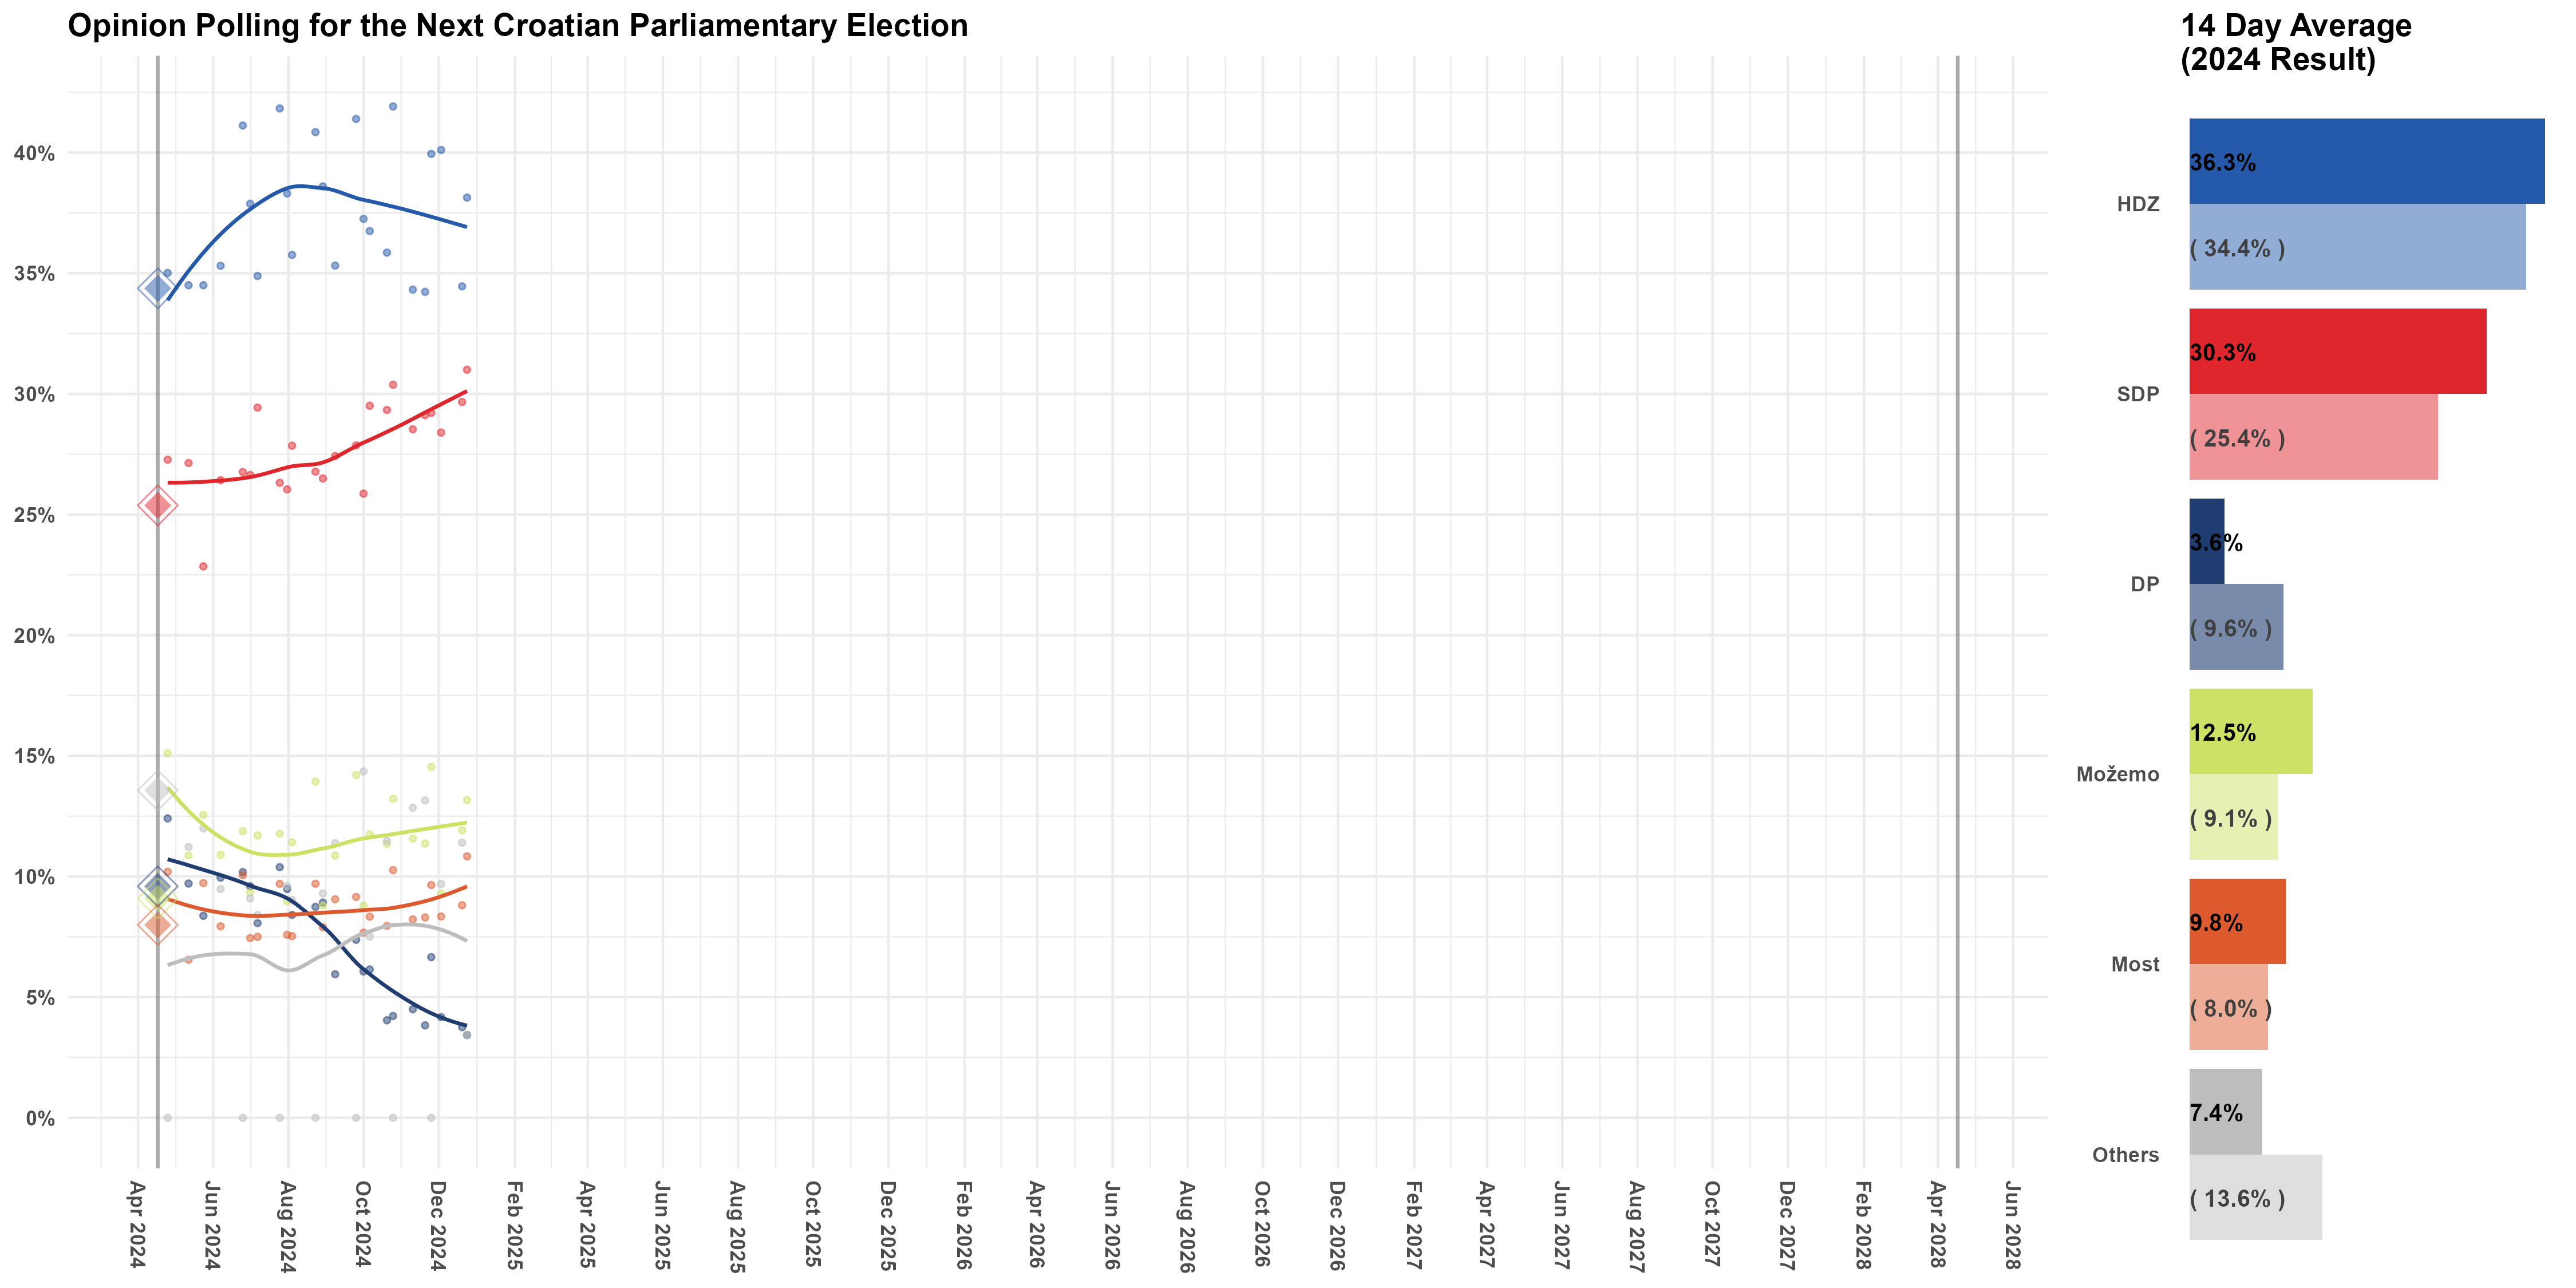 Opinion Polling for the Next Croatian Parliamentary Election
40%
35%
30%
25%
20%
15%
10%
5%
0%
Apr 2024
Jun 2024
Aug 2024
Oct 2024
Dec 2024
Feb 2025
Apr 2025
Jun 2025
Aug 2025
Oct 2025
Dec 2025
Feb 2026
Apr 2026
Jun 2026
Aug 2026
Oct 2026
Dec 2026
Feb 2027
Apr 2027
Jun 2027
Aug 2027
Oct 2027
Dec 2027
Feb 2028
Apr 2028
Jun 2028
14 Day Average
(2024 Result)
36.3%
HDZ
( 34.4% )
30.3%
SDP
( 25.4% )
3.6%
DP
( 9.6% )
12.5%
Možemo
( 9.1% )
9.8%
Most
( 8.0% )
7.4%
Others
( 13.6% )